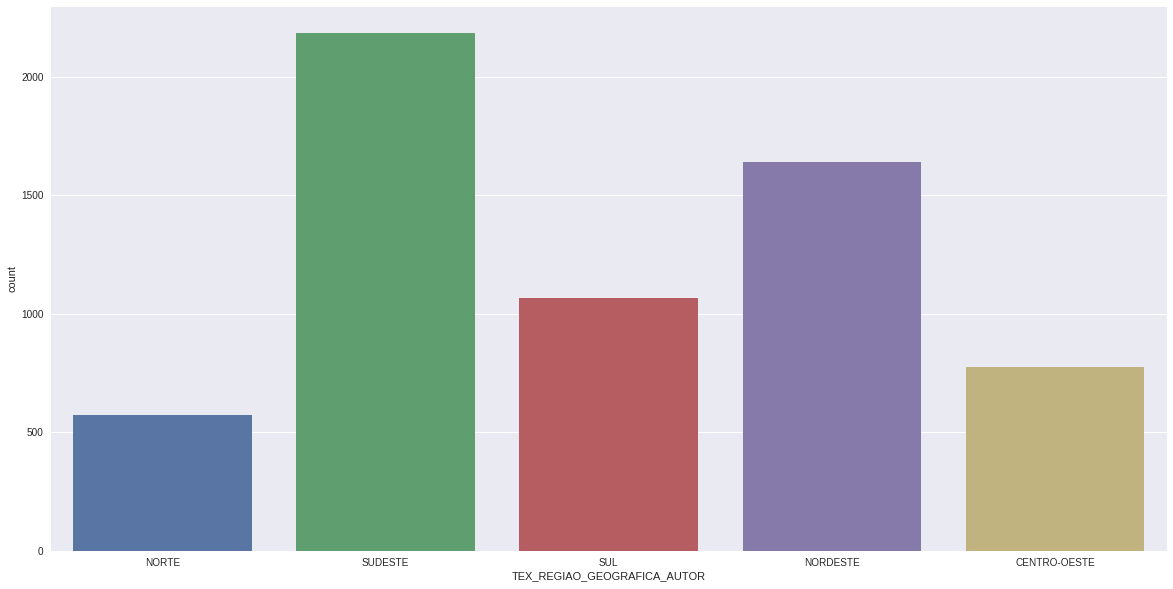 2000
1500
1000
500
0
count
NORTE SUDESTE SUL NORDESTE CENTRO-OESTE
TEX_REGIAO_GEOGRAFICA_AUTOR